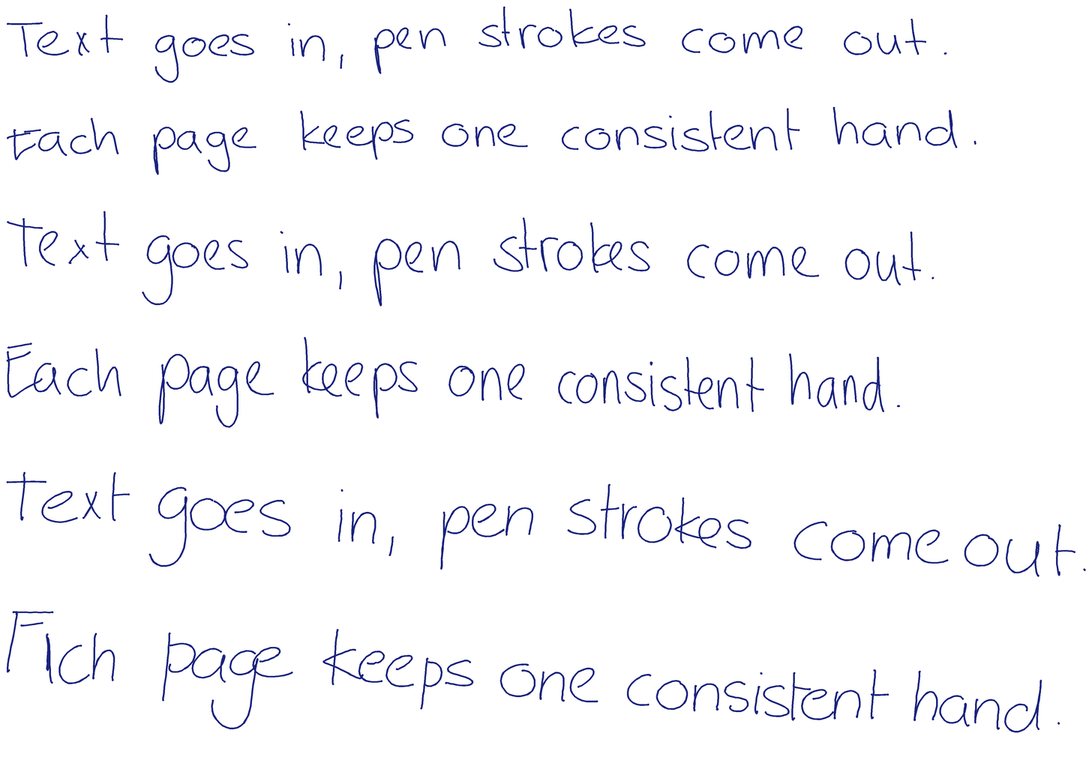 Text goes in, pen strokes come out.
Each page keeps one consistent hand.
Text goes in, pen strokes come out.
Each page keeps one consistent hand.
Text goes in, pen strokes come out.
page keeps one consistent hand.